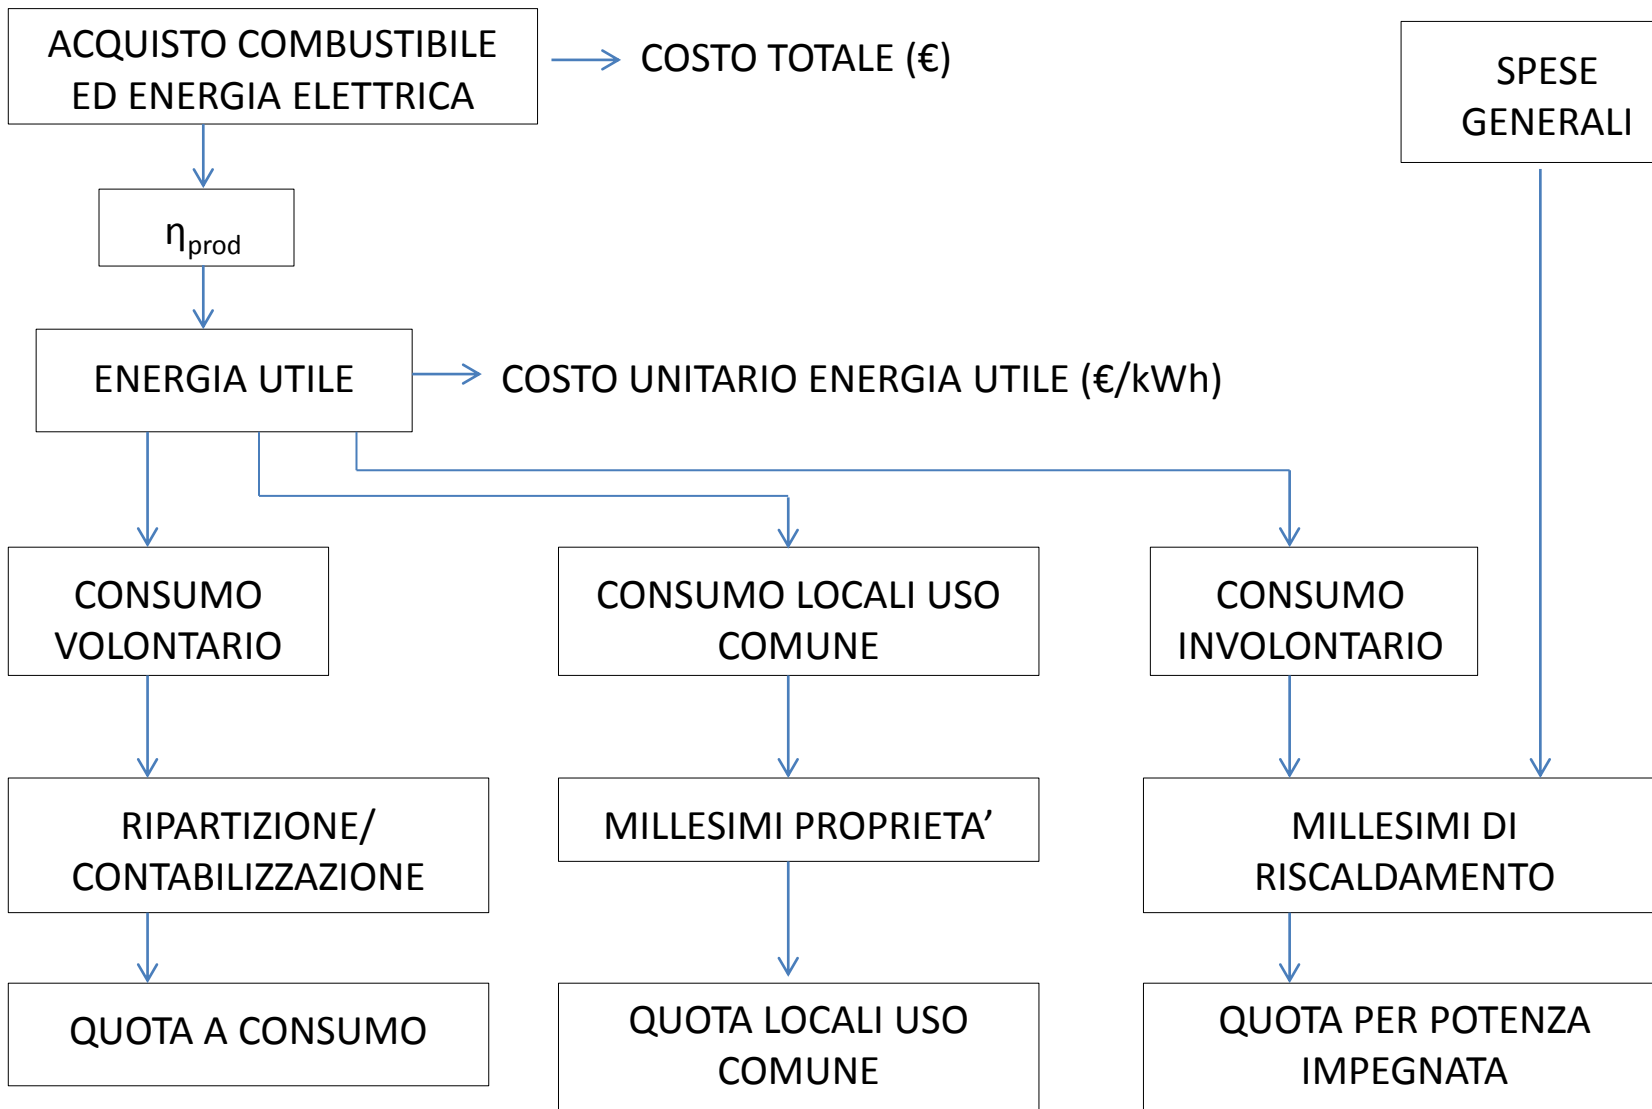 ACQUISTO COMBUSTIBILE
ED ENERGIA ELETTRICA
COSTO TOTALE (€)
SPESE
GENERALI
ηprod
ENERGIA UTILE
COSTO UNITARIO ENERGIA UTILE (€/kWh)
CONSUMO
VOLONTARIO
CONSUMO LOCALI USO
COMUNE
CONSUMO
INVOLONTARIO
RIPARTIZIONE/
CONTABILIZZAZIONE
MILLESIMI PROPRIETA’
MILLESIMI DI
RISCALDAMENTO
QUOTA A CONSUMO
QUOTA LOCALI USO
COMUNE
QUOTA PER POTENZA
IMPEGNATA